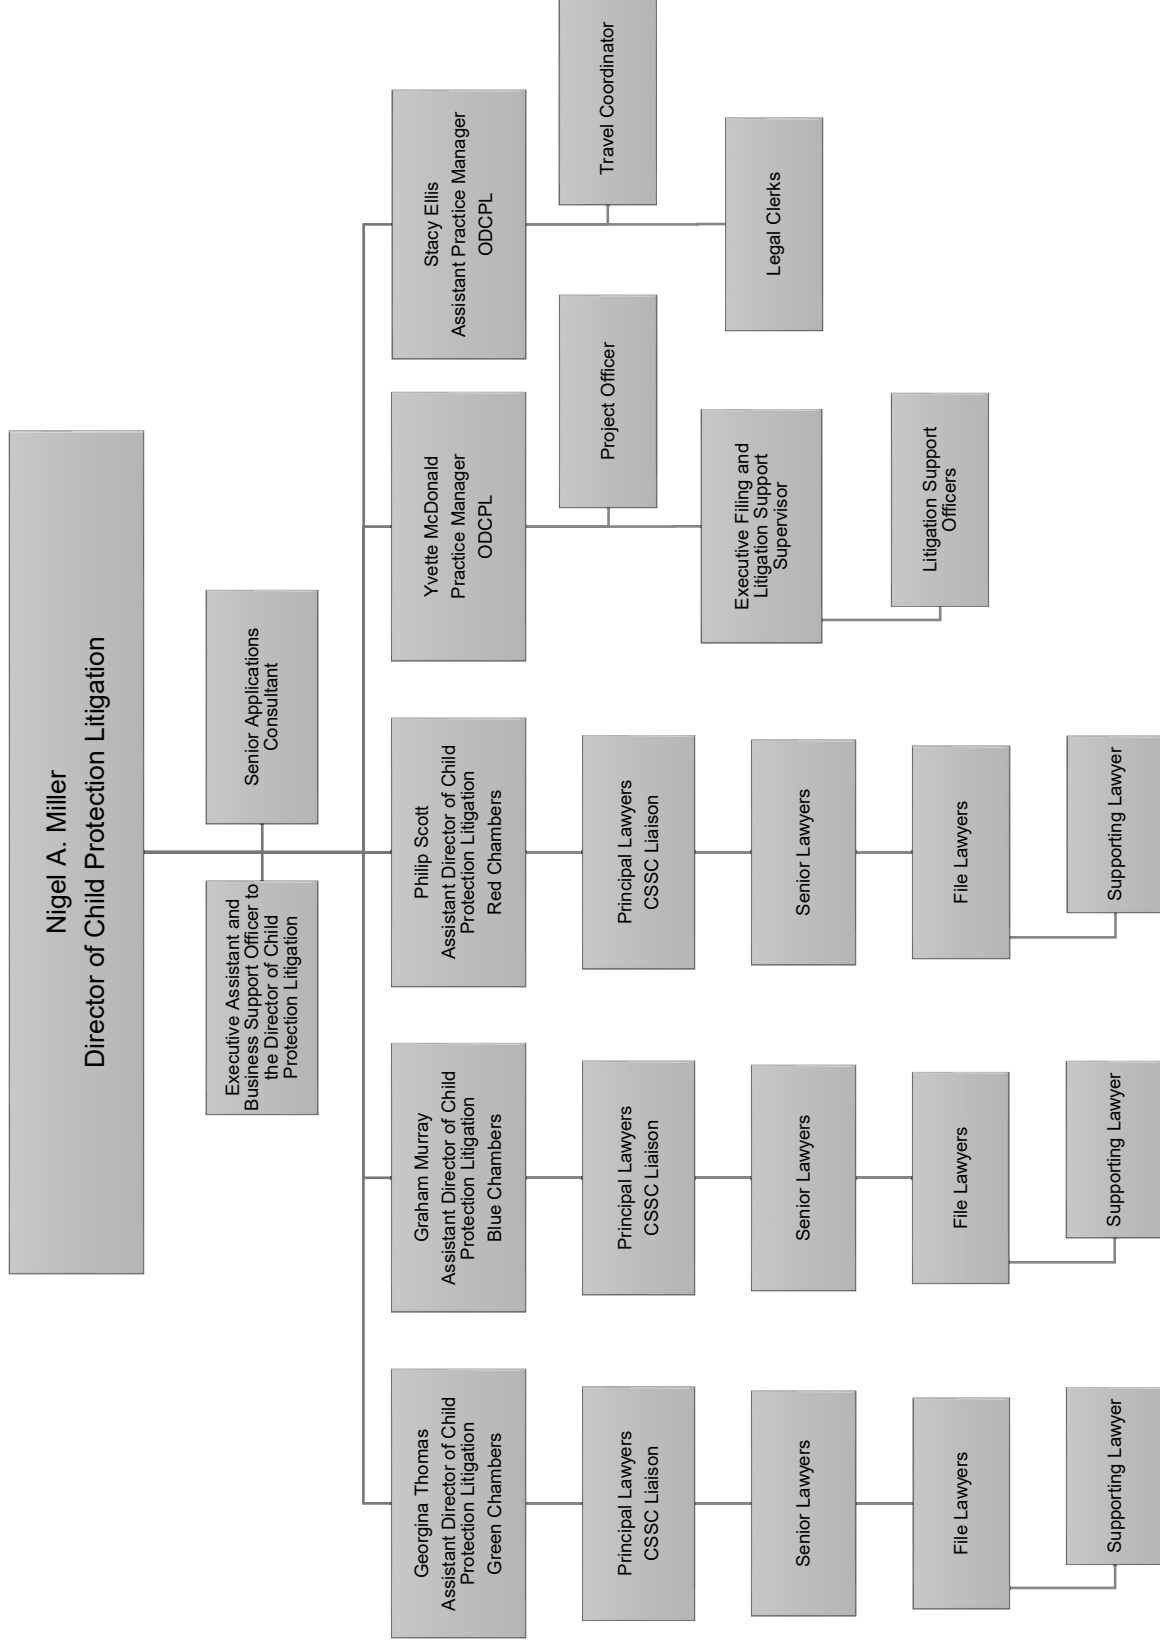 Nigel A. Miller
Director of Child Protection Litigation
Executive Assistant and
Business Support Officer to
the Director of Child
Protection Litigation
Senior Applications
Consultant
Georgina Thomas
Assistant Director of Child
Protection Litigation
Green Chambers
Principal Lawyers
CSSC Liaison
Senior Lawyers
File Lawyers
Supporting Lawyer
Graham Murray
Assistant Director of Child
Protection Litigation
Blue Chambers
Principal Lawyers
CSSC Liaison
Senior Lawyers
File Lawyers
Supporting Lawyer
Philip Scott
Assistant Director of Child
Protection Litigation
Red Chambers
Principal Lawyers
CSSC Liaison
Senior Lawyers
File Lawyers
Supporting Lawyer
Yvette McDonald
Practice Manager
ODCPL
Project Officer
Executive Filing and
Litigation Support
Supervisor
Litigation Support
Officers
Stacy Ellis
Assistant Practice Manager
ODCPL
Travel Coordinator
Legal Clerks